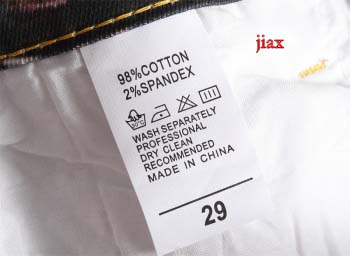 jiax
98%COTTON
2%SPANDEX
WASH SEPARATELY
PROFESSIONAL
DRY CLEAN
RECOMMENDED
MADE IN CHINA
29